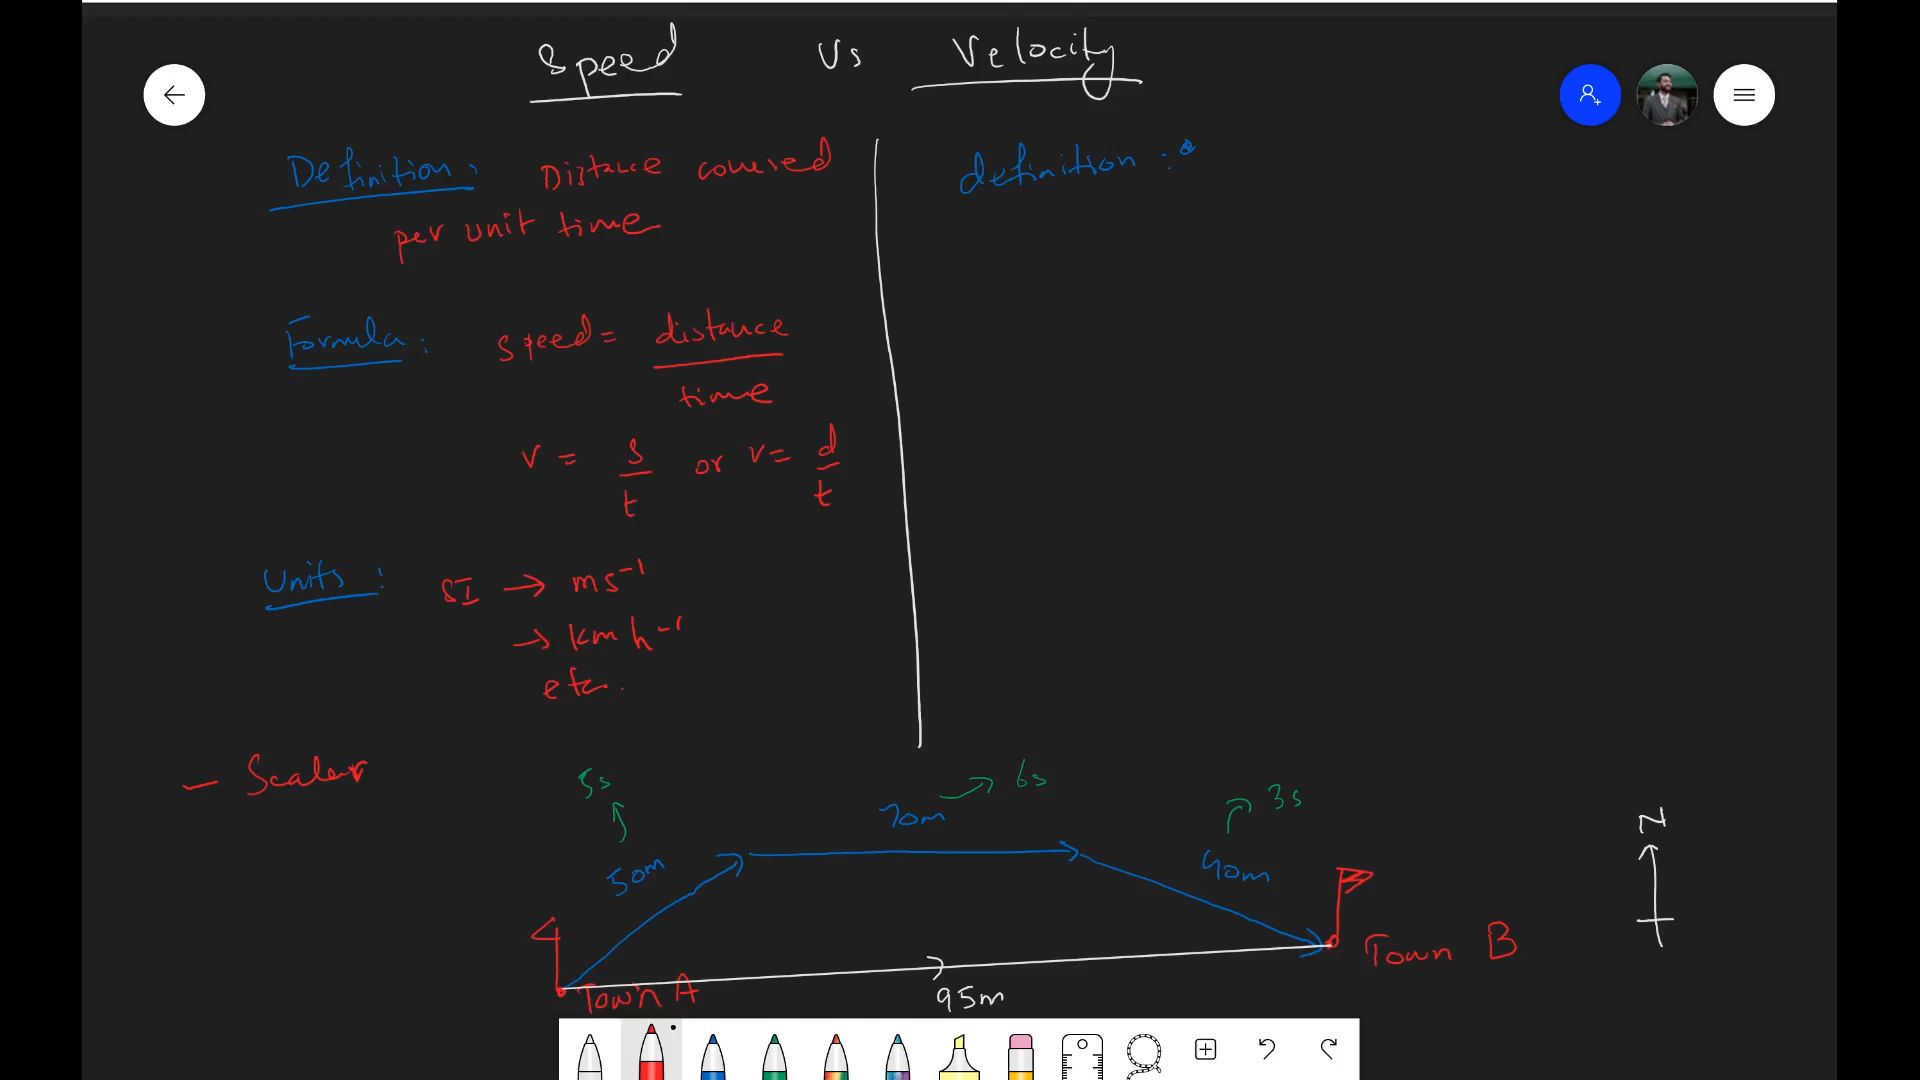 Speed Vs Velocity
Definition: Distance covered
per unit time
Formula: speed = distance
time
v = s
t
or v = d
t
Units: SI → ms⁻¹
→ km h⁻¹
etc.
- Scaler
definition :
5s
6s
3s
50m
70m
40m
N
Town A
Town B
95m